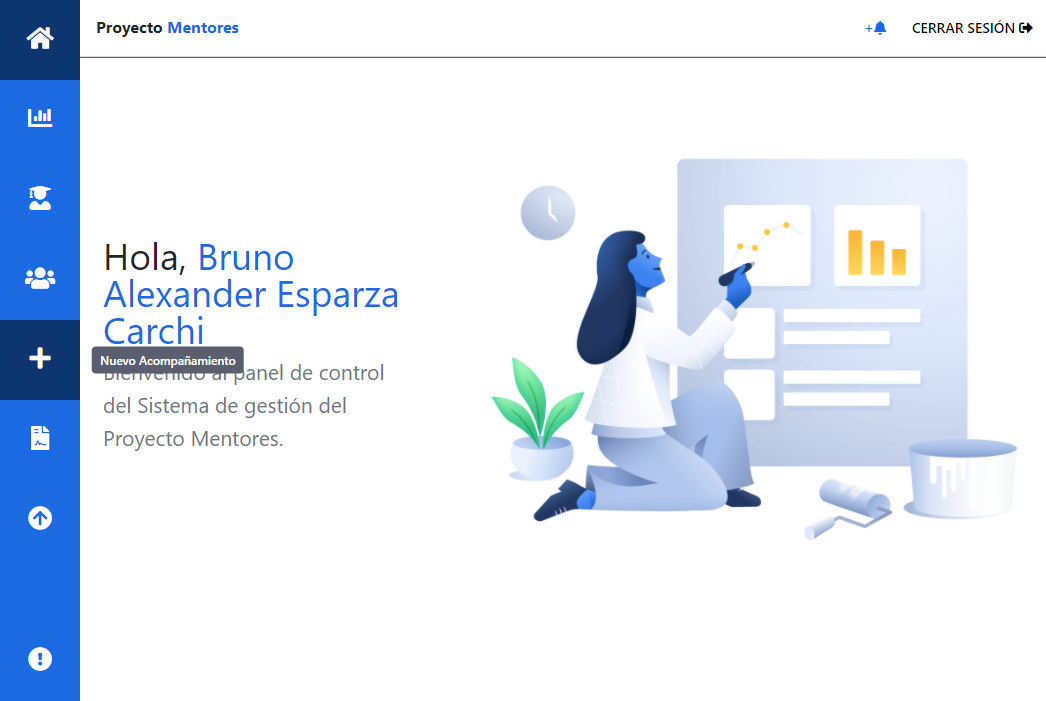 Proyecto Mentores
+
CERRAR SESIÓN
Hola, Bruno
Alexander Esparza
Carchi
Nuevo Acompañamiento
Bienvenido al panel de control
del Sistema de gestión del
Proyecto Mentores.